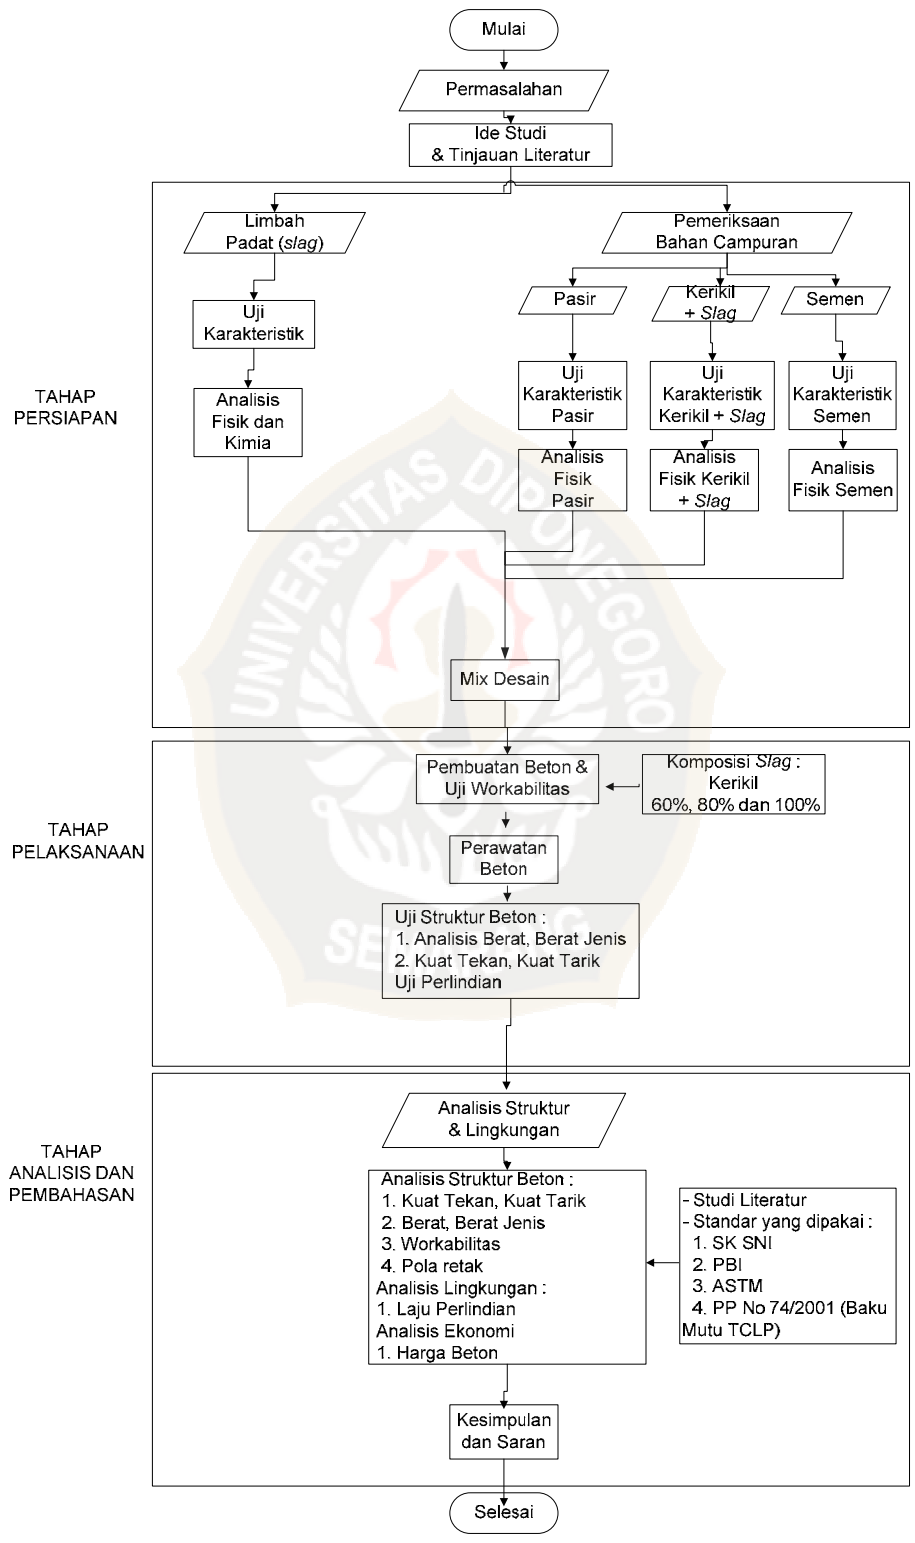 Mulai
Permasalahan
Ide Studi
& Tinjauan Literatur
TAHAP
PERSIAPAN
Limbah
Padat (slag)
Uji
Karakteristik
Analisis
Fisik dan
Kimia
Pemeriksaan
Bahan Campuran
Pasir
Uji
Karakteristik
Pasir
Analisis
Fisik
Pasir
Kerikil
+ Slag
Uji
Karakteristik
Kerikil + Slag
Analisis
Fisik Kerikil
+ Slag
Semen
Uji
Karakteristik
Semen
Analisis
Fisik Semen
Mix Desain
TAHAP
PELAKSANAAN
Pembuatan Beton &
Uji Workabilitas
Komposisi Slag :
Kerikil
60%, 80% dan 100%
Perawatan
Beton
Uji Struktur Beton :
1. Analisis Berat, Berat Jenis
2. Kuat Tekan, Kuat Tarik
Uji Perlindian
TAHAP
ANALISIS DAN
PEMBAHASAN
Analisis Struktur
& Lingkungan
Analisis Struktur Beton :
1. Kuat Tekan, Kuat Tarik
2. Berat, Berat Jenis
3. Workabilitas
4. Pola retak
Analisis Lingkungan :
1. Laju Perlindian
Analisis Ekonomi
1. Harga Beton
- Studi Literatur
- Standar yang dipakai :
1. SK SNI
2. PBI
3. ASTM
4. PP No 74/2001 (Baku
Mutu TCLP)
Kesimpulan
dan Saran
Selesai
UNIVERSITAS DIPONEGORO
SEMARANG